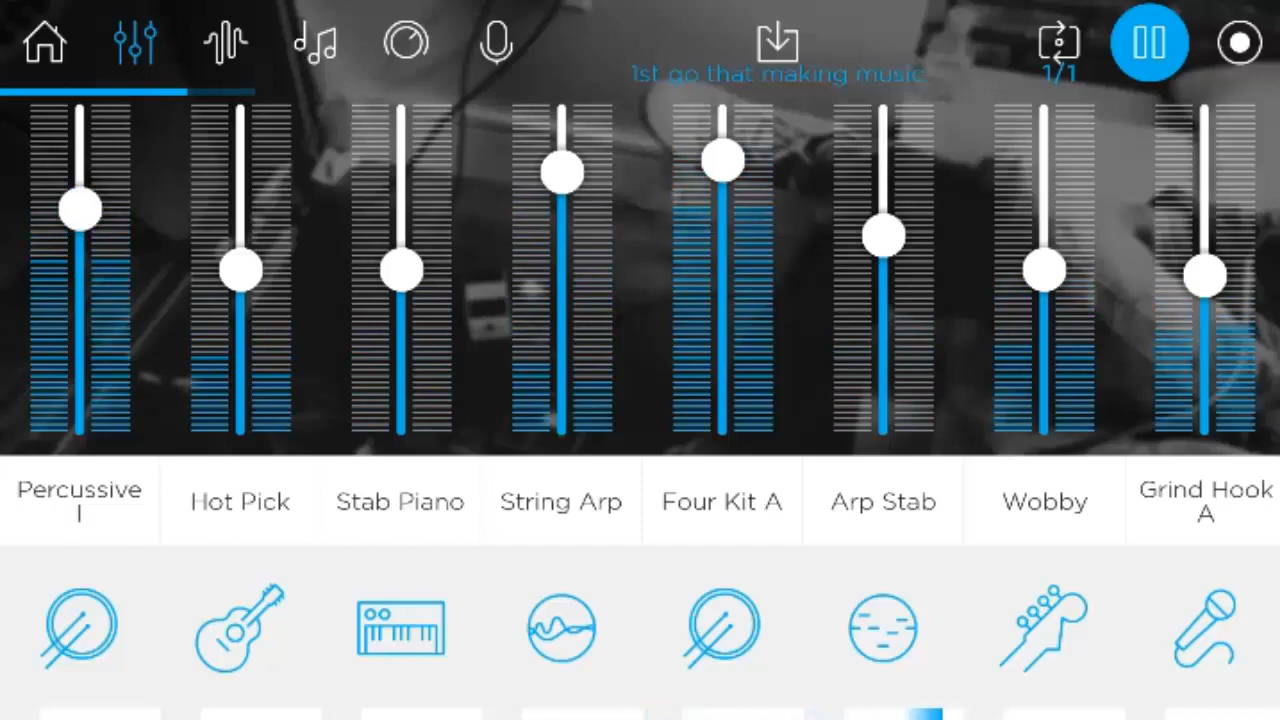 1st go that making music
1/1
Percussive
I
Hot Pick
Stab Piano
String Arp
Four Kit A
Arp Stab
Wobby
Grind Hook
A